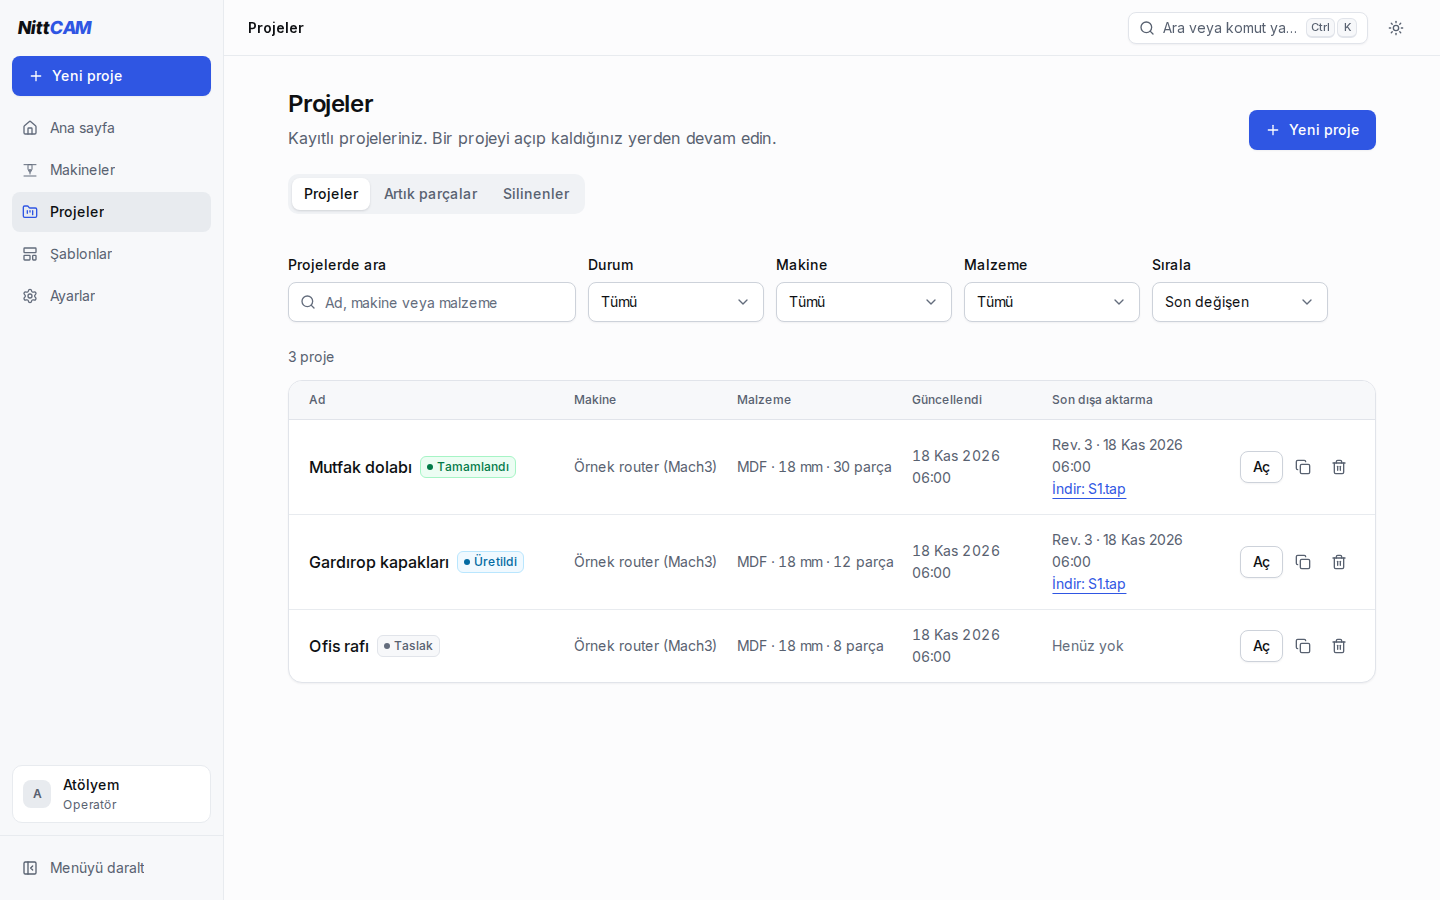 NittCAM
Projeler
Ara veya komut ya... Ctrl K
Yeni proje
Ana sayfa
Makineler
Projeler
Şablonlar
Ayarlar
Atölyem
A
Operatör
Menüyü daralt
Projeler
Kayıtlı projeleriniz. Bir projeyi açıp kaldığınız yerden devam edin.
Yeni proje
Projeler Artık parçalar Silinenler
Projelerde ara Durum Makine Malzeme Sırala
Ad, makine veya malzeme Tümü Tümü Tümü Son değişen
3 proje
Ad Makine Malzeme Güncellendi Son dışa aktarma
Mutfak dolabı Tamamlandı Örnek router (Mach3) MDF · 18 mm · 30 parça 18 Kas 2026
06:00
Rev. 3 · 18 Kas 2026
06:00
İndir: S1.tap
Aç
Gardırop kapakları Üretildi Örnek router (Mach3) MDF · 18 mm · 12 parça 18 Kas 2026
06:00
Rev. 3 · 18 Kas 2026
06:00
İndir: S1.tap
Aç
Ofis rafı Taslak Örnek router (Mach3) MDF · 18 mm · 8 parça 18 Kas 2026
06:00
Henüz yok
Aç